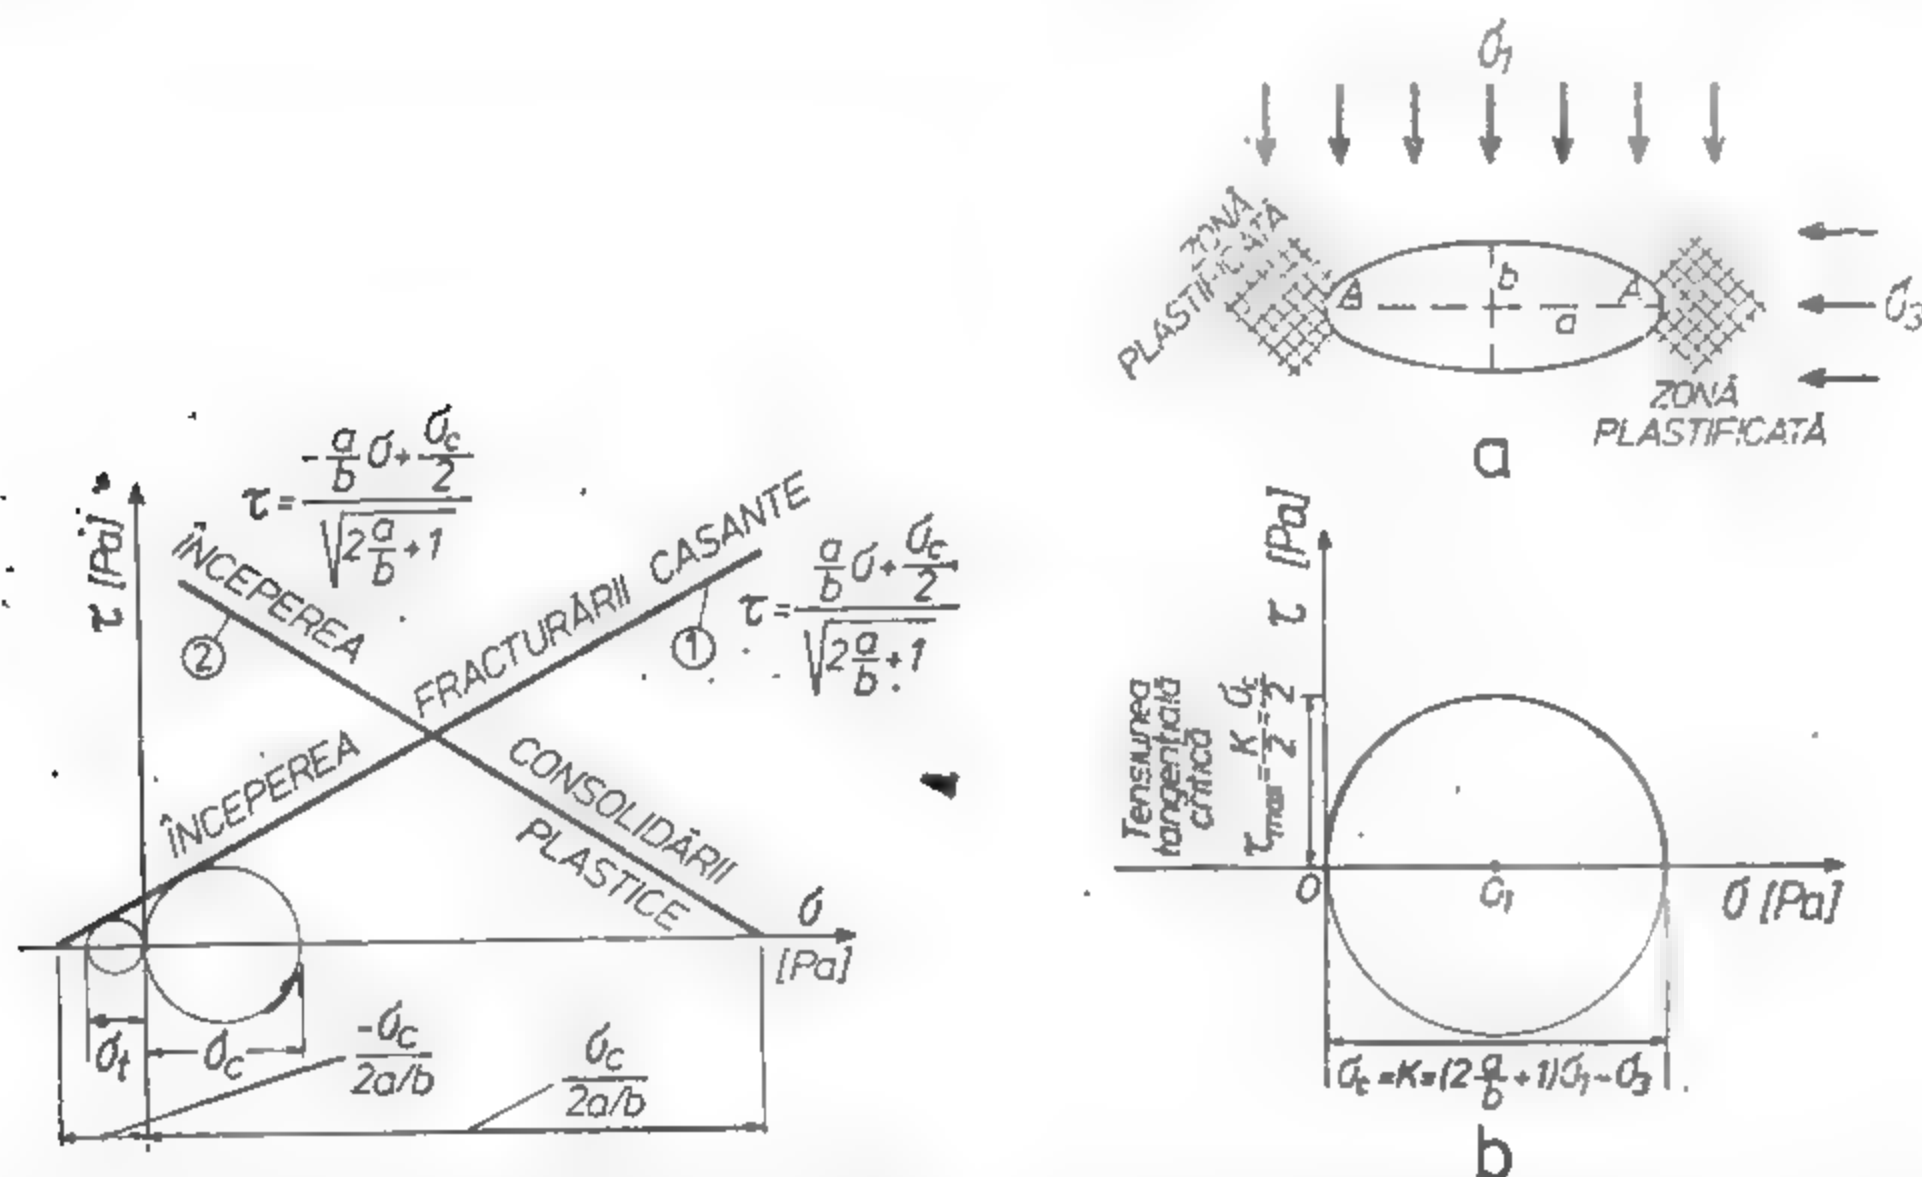 τ [Pa]
τ = (-a/b σ + σc/2) / √(2 a/b + 1)
ÎNCEPEREA
CONSOLIDĂRII
PLASTICE
2
ÎNCEPEREA FRACTURĂRII CASANTE
1
τ = (a/b σ + σc/2) / √(2 a/b + 1)
σ
[Pa]
σt
σc
-σc / 2a/b
σc / 2a/b
σ1
ZONĂ
PLASTIFICATĂ
B
b
a
A
σ3
ZONĂ
PLASTIFICATĂ
a
τ [Pa]
Tensiunea
tangențială
critică
τmax = K/2 = σc/2
O
σ1
σ [Pa]
σc = K = (2 a/b + 1)σ1 - σ3
b